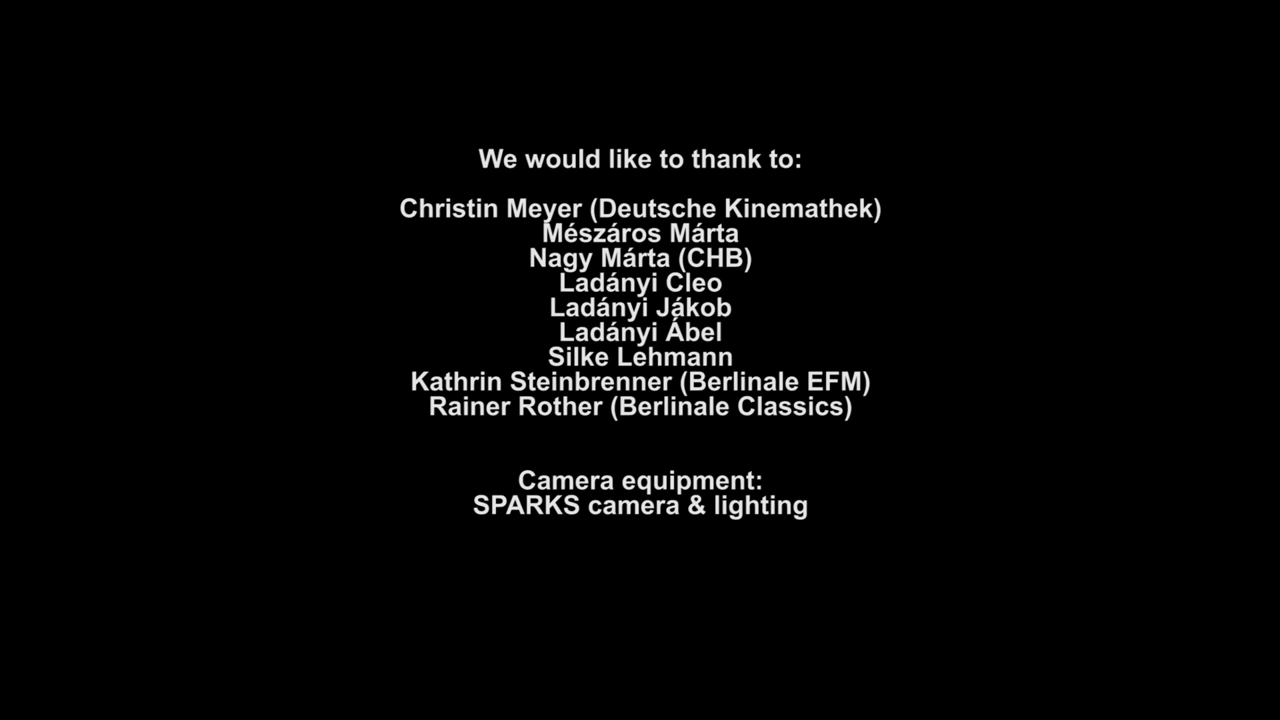 We would like to thank to:
Christin Meyer (Deutsche Kinemathek)
Mészáros Márta
Nagy Márta (CHB)
Ladányi Cleo
Ladányi Jákob
Ladányi Ábel
Silke Lehmann
Kathrin Steinbrenner (Berlinale EFM)
Rainer Rother (Berlinale Classics)
Camera equipment:
SPARKS camera & lighting